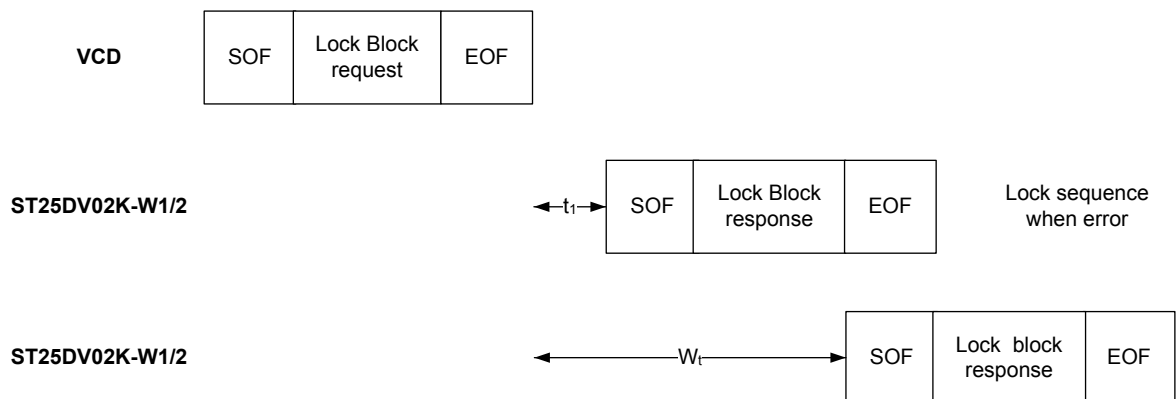 VCD
SOF
Lock Block
request
EOF
ST25DV02K-W1/2
t₁
SOF
Lock Block
response
EOF
Lock sequence
when error
ST25DV02K-W1/2
Wₜ
SOF
Lock block
response
EOF